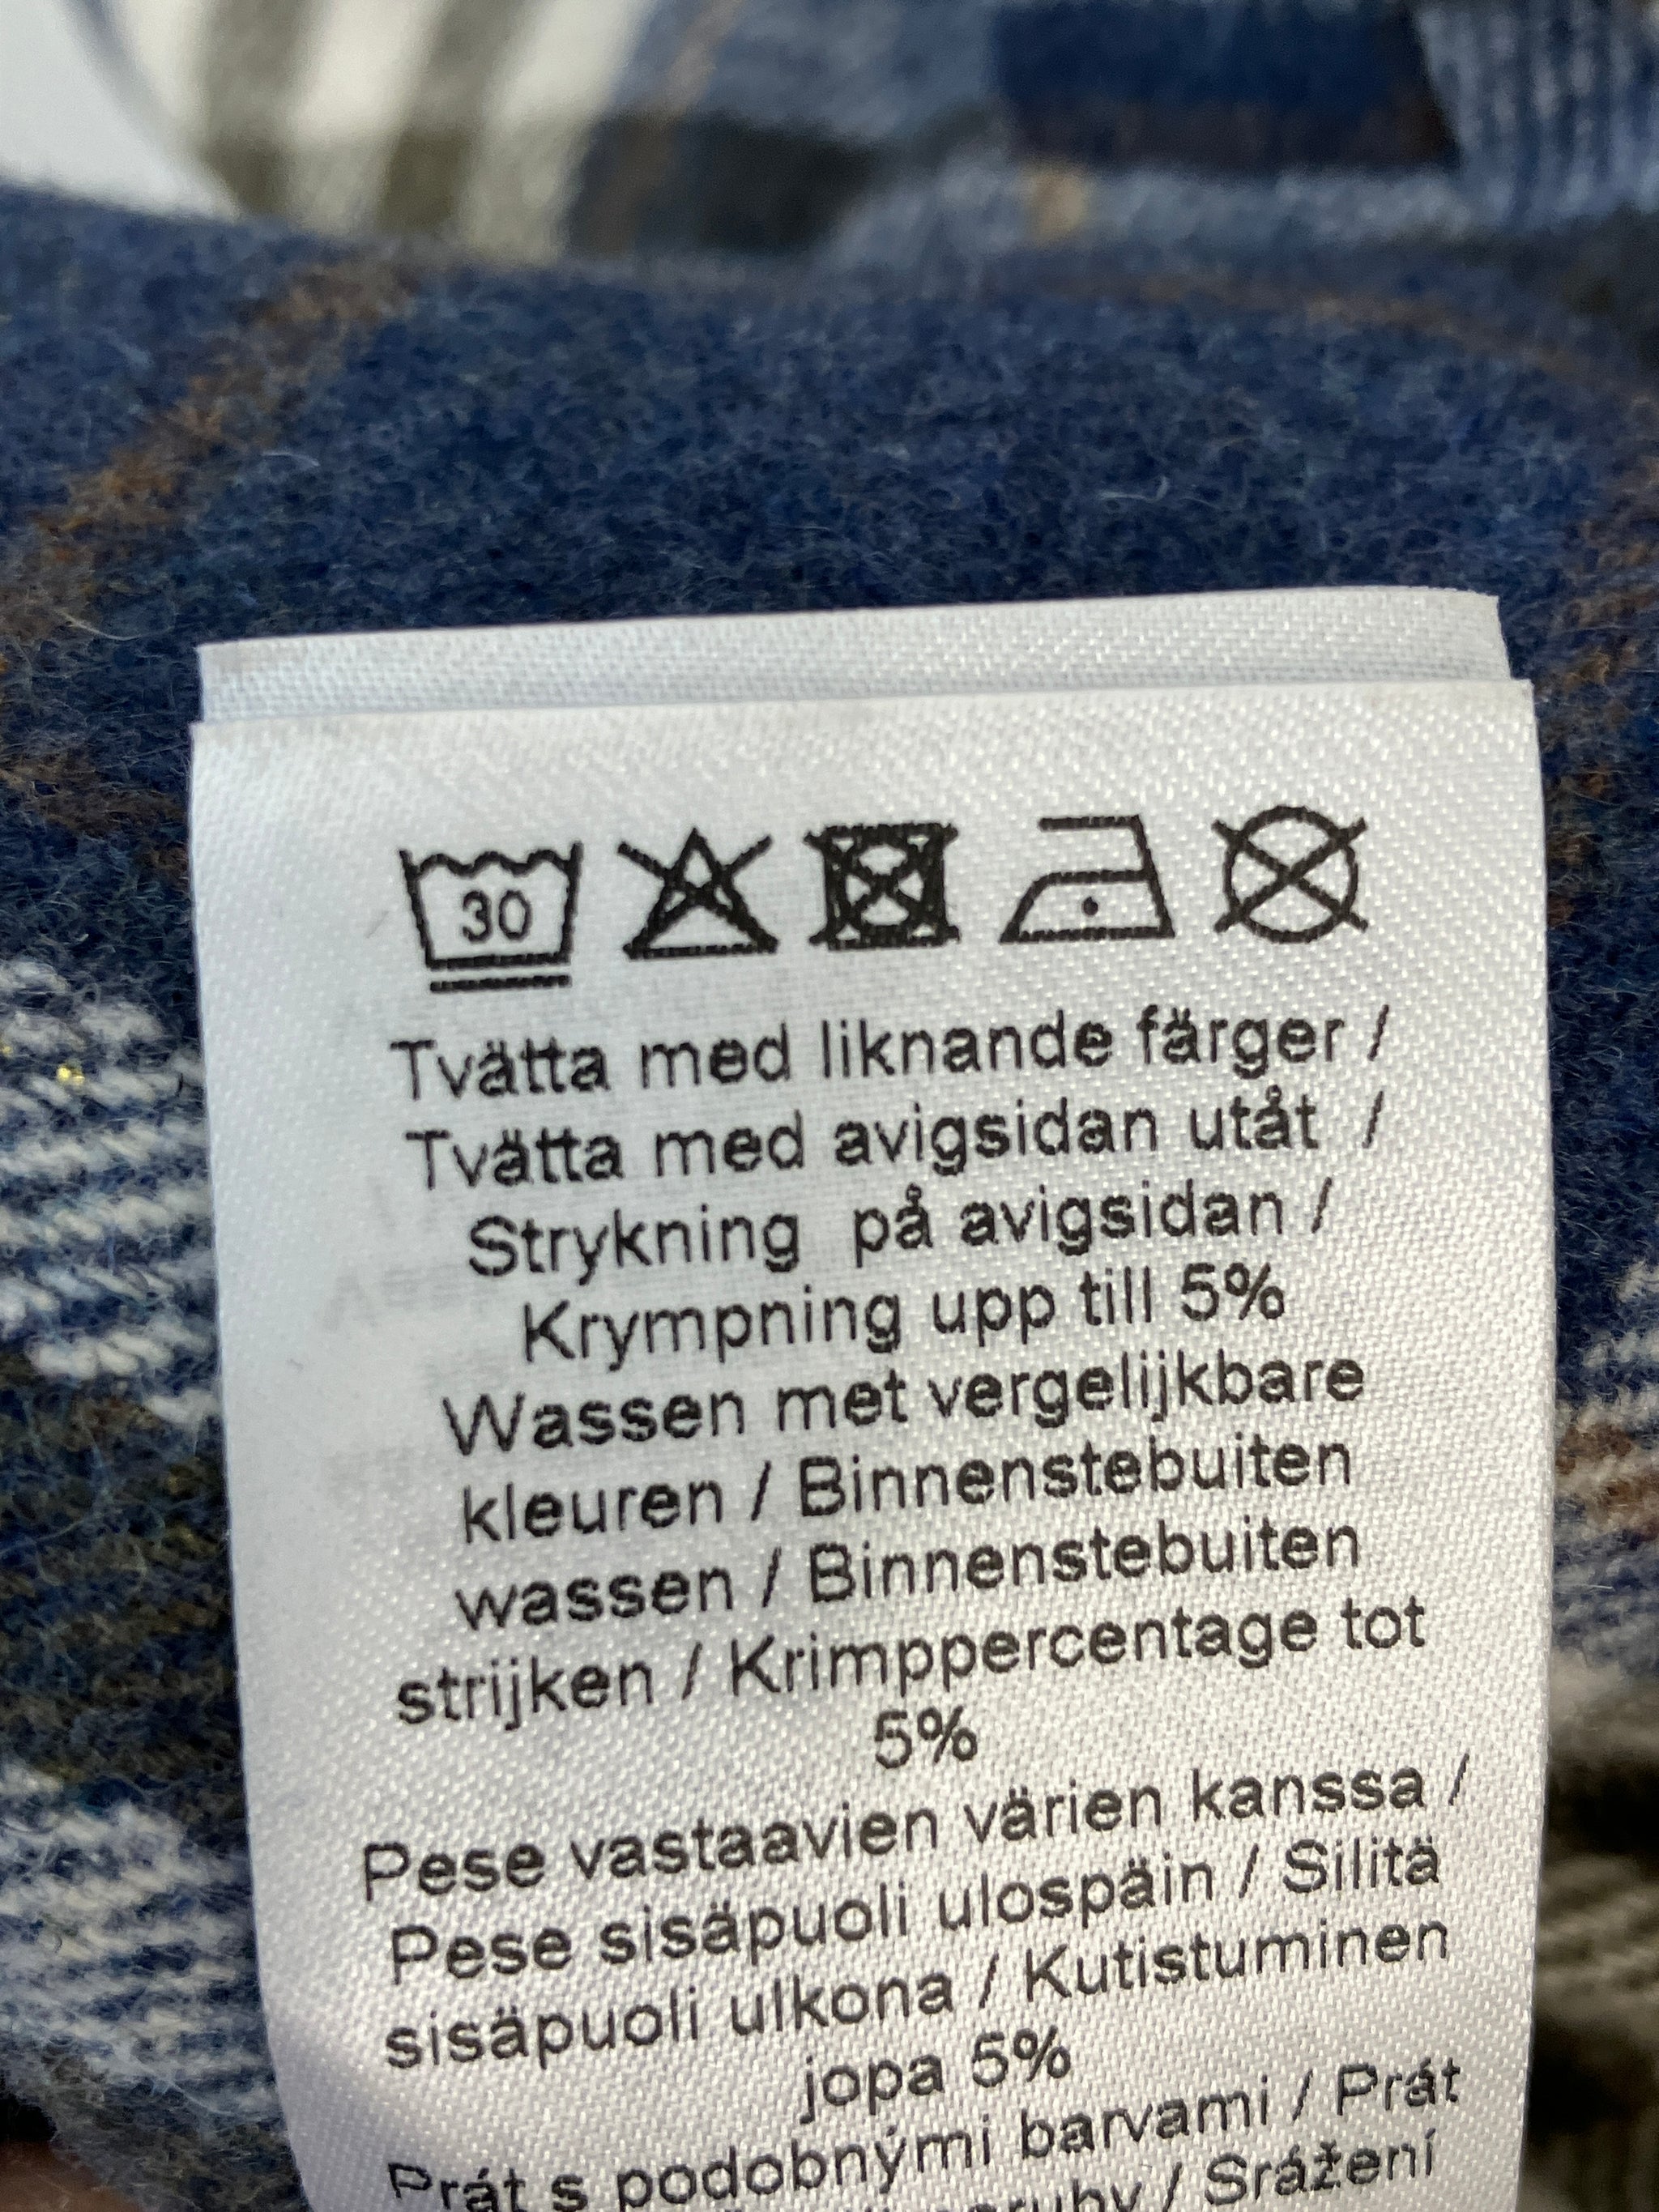 30
Tvätta med liknande färger /
Tvätta med avigsidan utåt /
Strykning på avigsidan /
Krympning upp till 5%
Wassen met vergelijkbare
kleuren / Binnenstebuiten
wassen / Binnenstebuiten
strijken / Krimppercentage tot
5%
Pese vastaavien värien kanssa /
Pese sisäpuoli ulospäin / Silitä
sisäpuoli ulkona / Kutistuminen
jopa 5%
Prát s podobnými barvami / Prát
/ Srážení